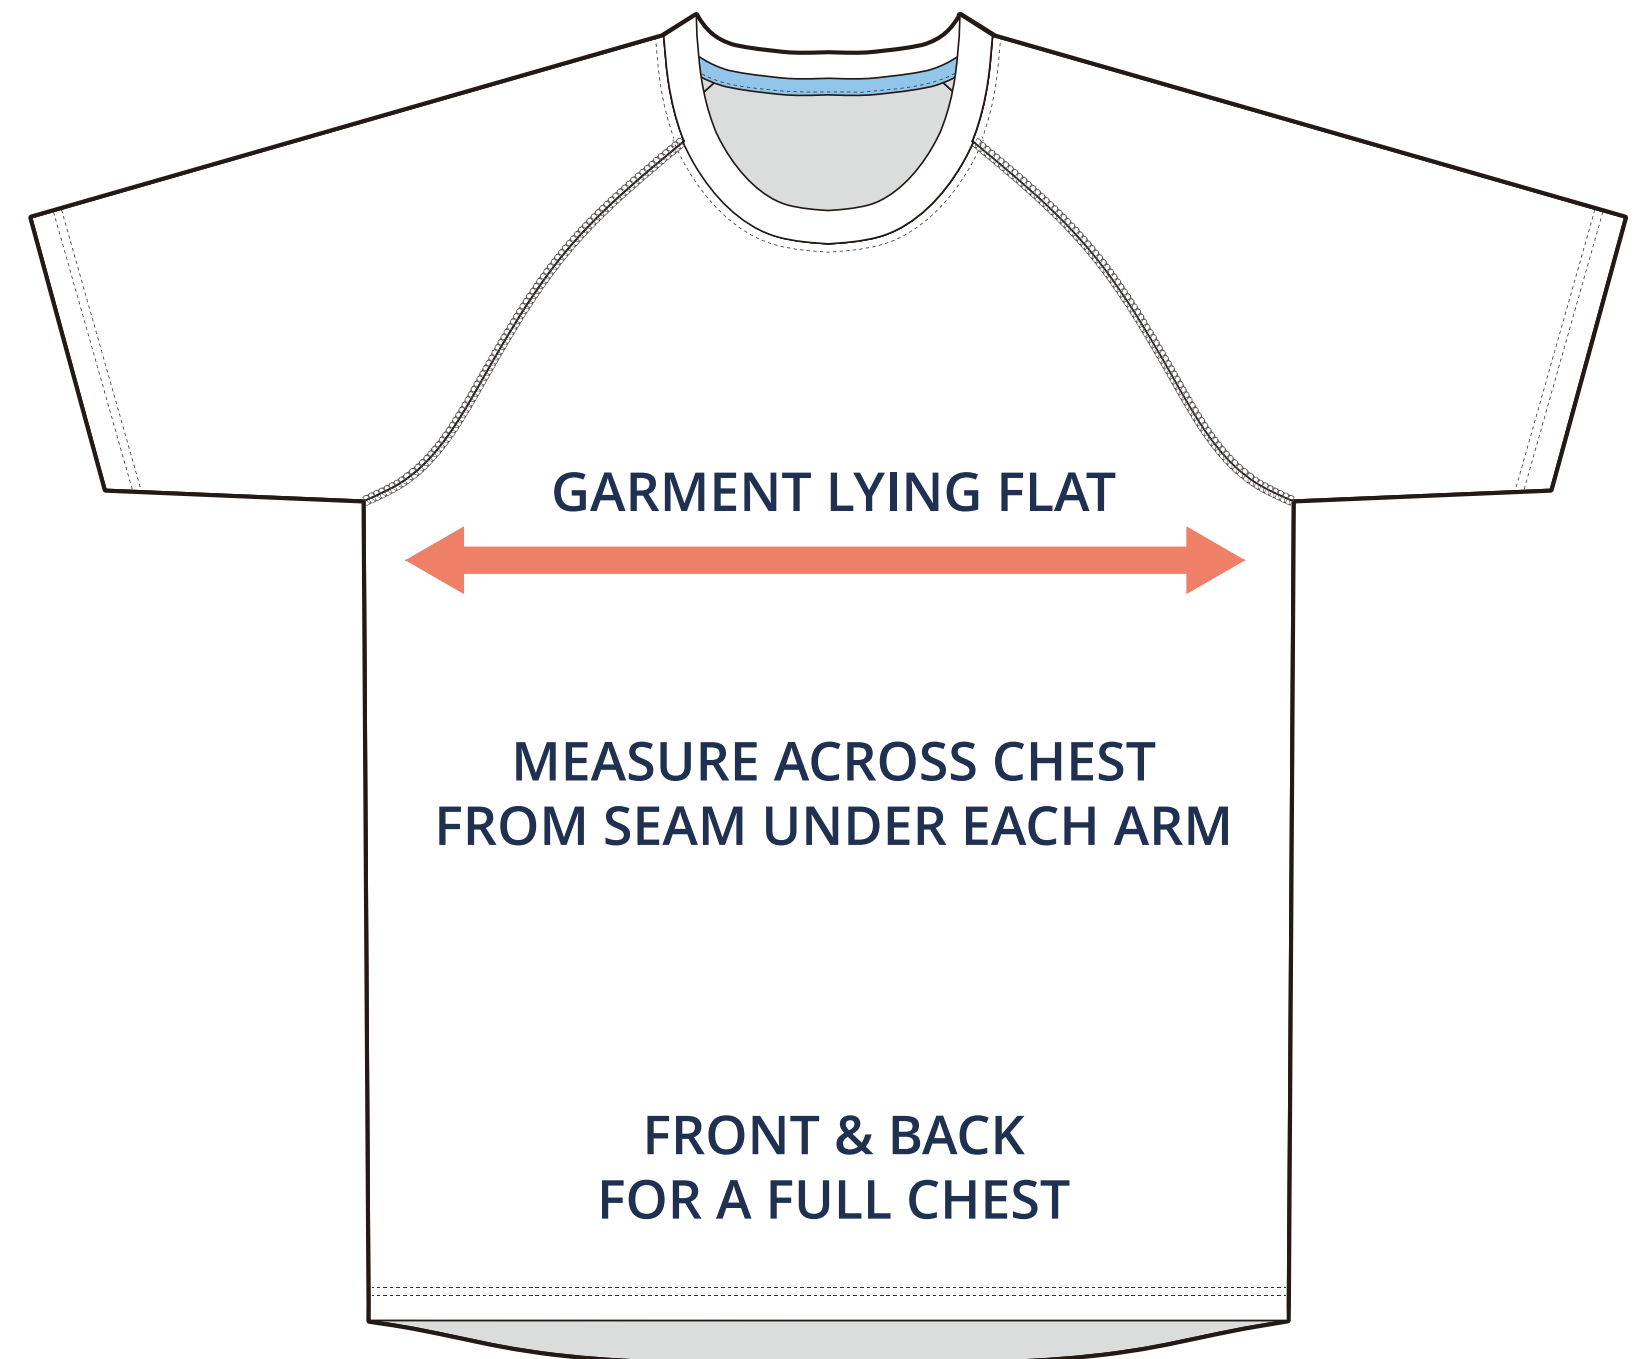 GARMENT LYING FLAT
MEASURE ACROSS CHEST
FROM SEAM UNDER EACH ARM
FRONT & BACK
FOR A FULL CHEST